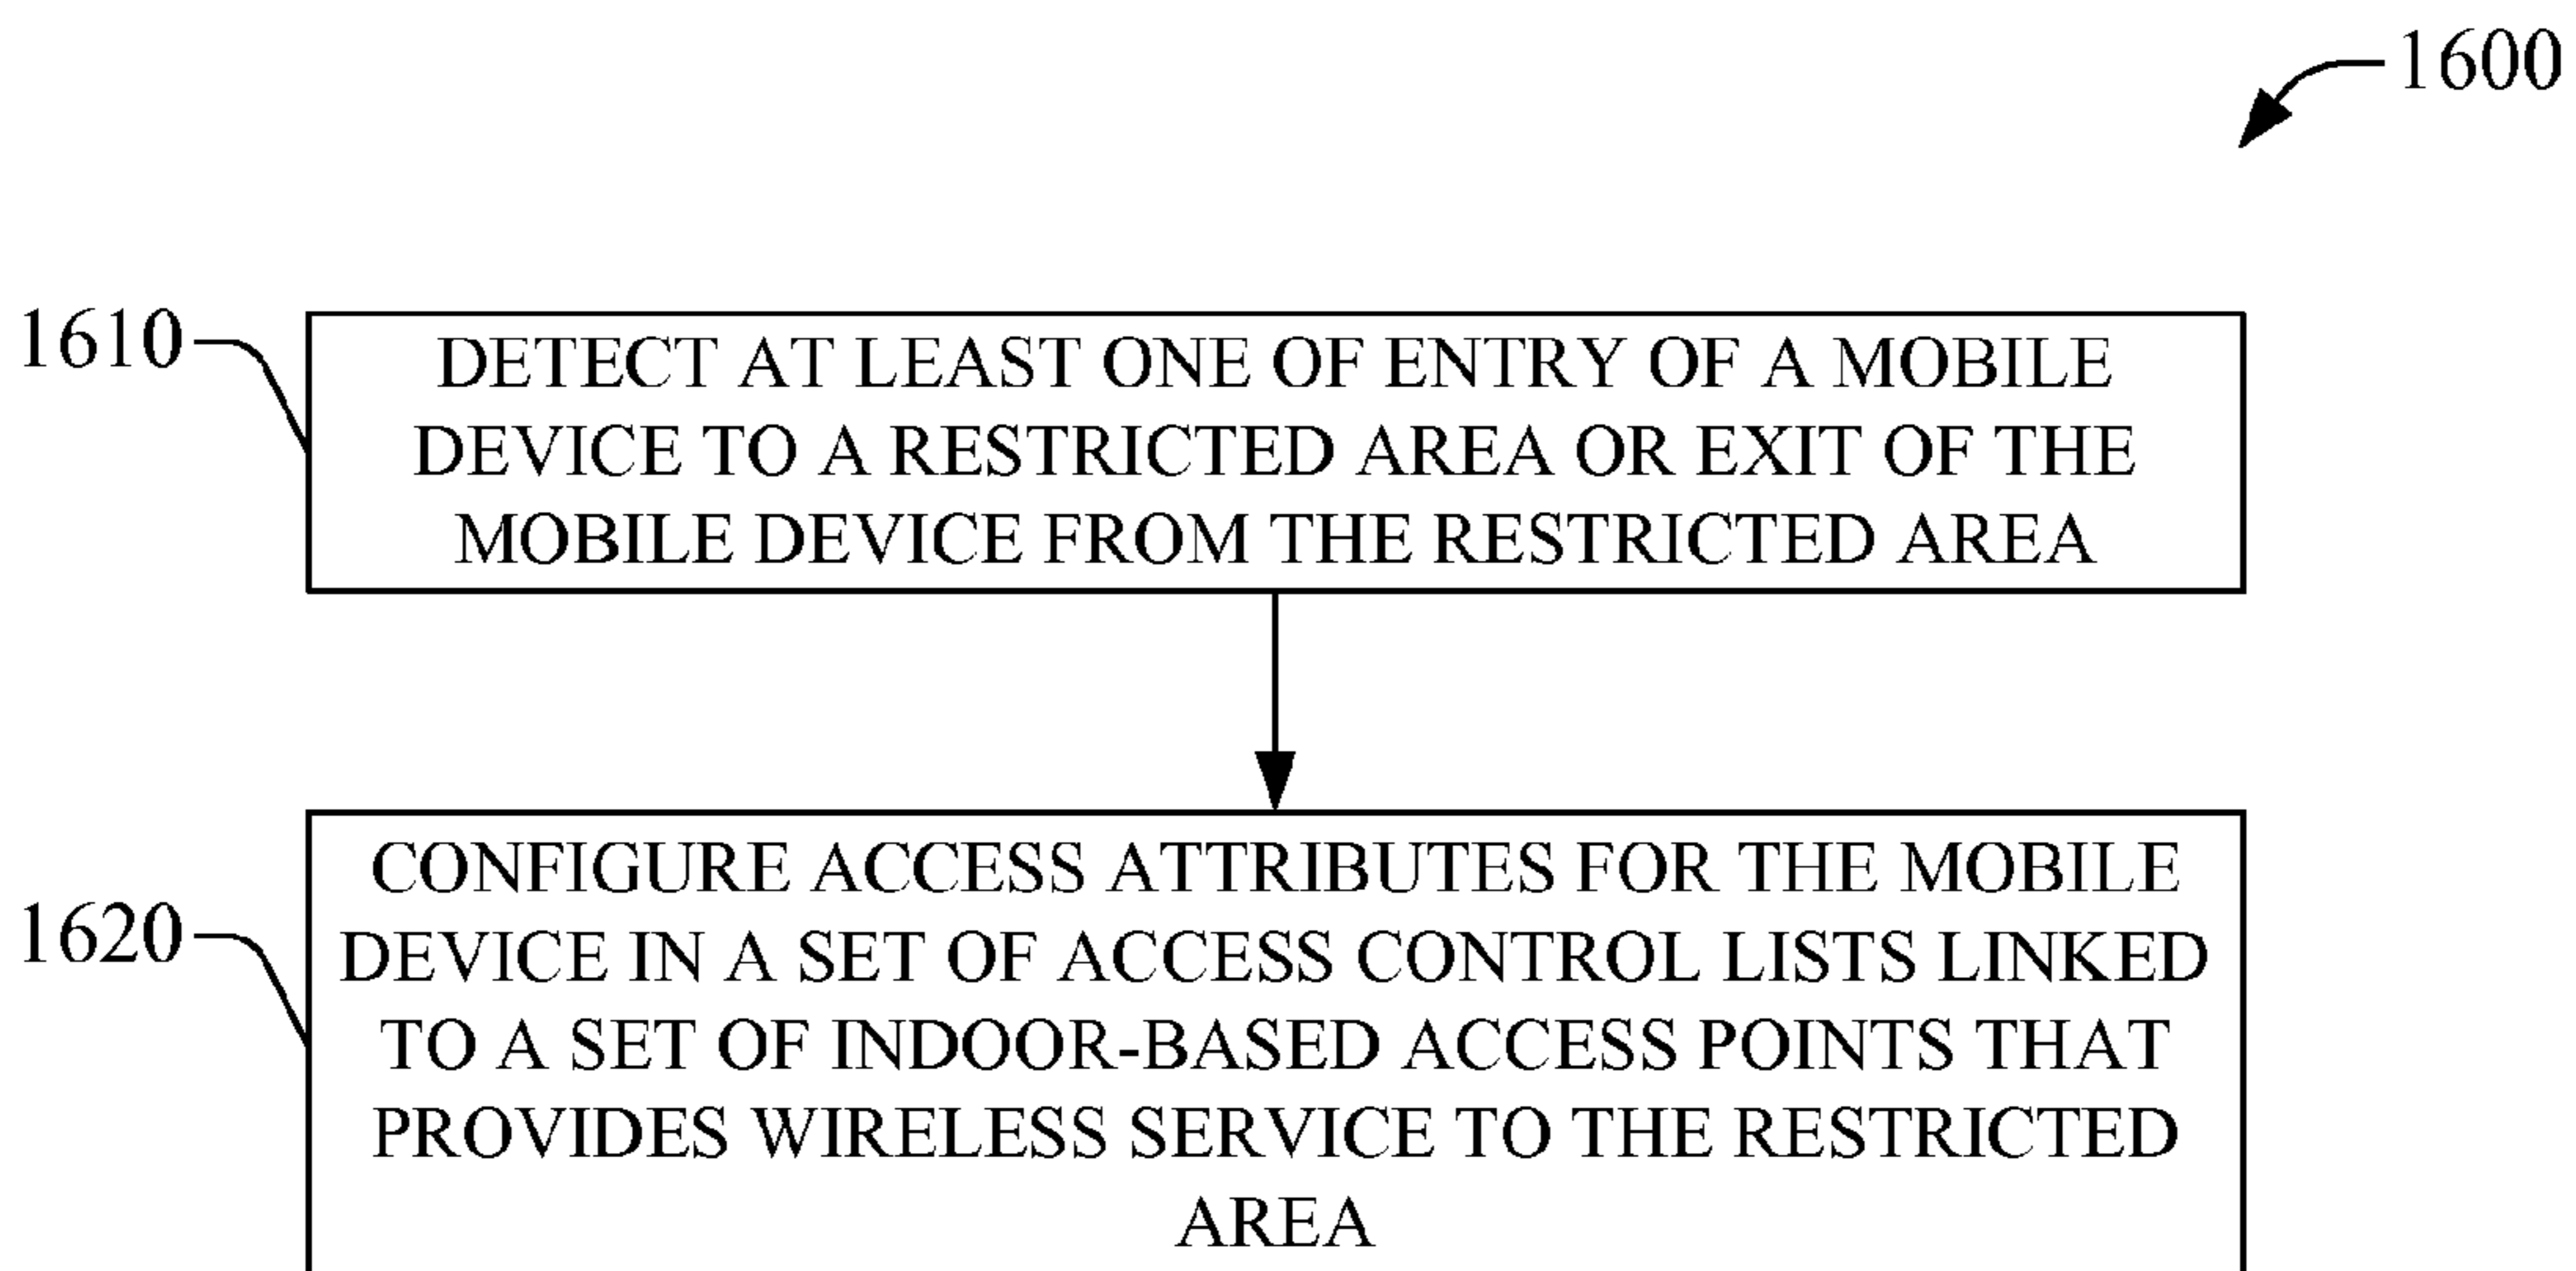 1600
1610
DETECT AT LEAST ONE OF ENTRY OF A MOBILE
DEVICE TO A RESTRICTED AREA OR EXIT OF THE
MOBILE DEVICE FROM THE RESTRICTED AREA
1620
CONFIGURE ACCESS ATTRIBUTES FOR THE MOBILE
DEVICE IN A SET OF ACCESS CONTROL LISTS LINKED
TO A SET OF INDOOR-BASED ACCESS POINTS THAT
PROVIDES WIRELESS SERVICE TO THE RESTRICTED
AREA